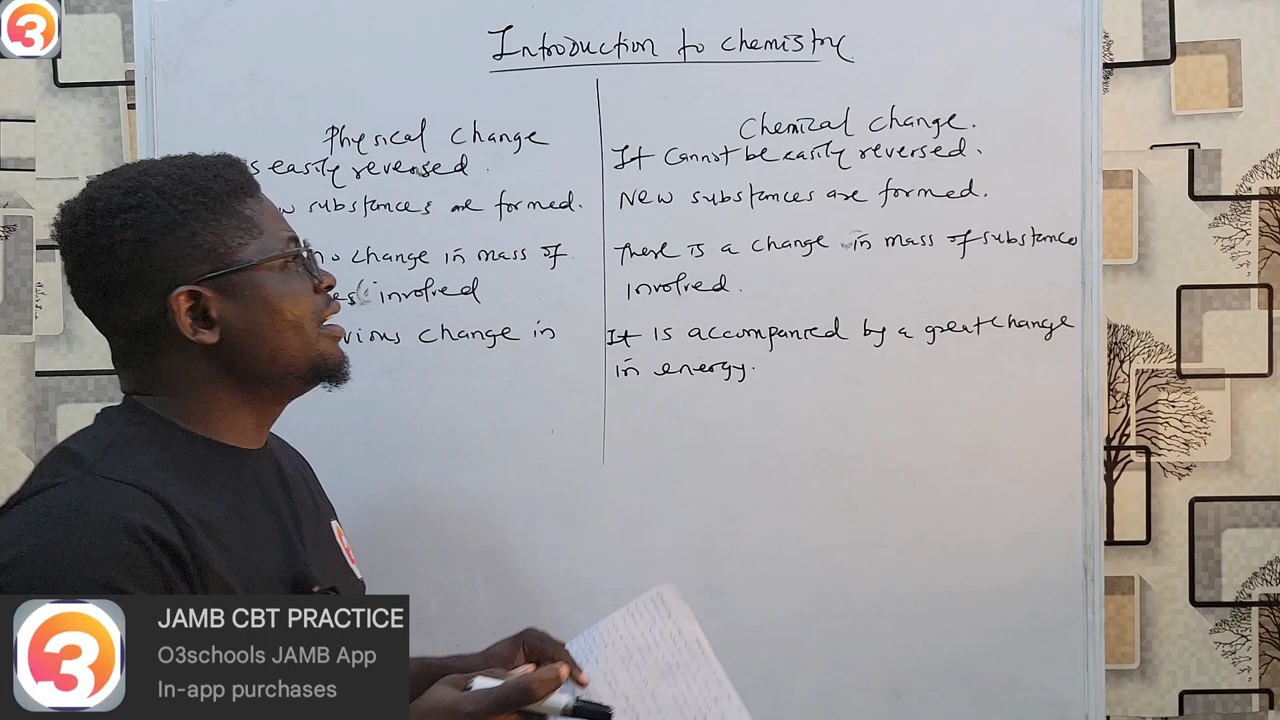 Introduction to chemistry
Physical change
s easily reversed.
substances are formed.
no change in mass of
involved
change in
Chemical change.
It cannot be easily reversed.
New substances are formed.
There is a change in mass of substance
involved.
It is accompanied by a great change
in energy.
3
3
JAMB CBT PRACTICE
O3schools JAMB App
In-app purchases